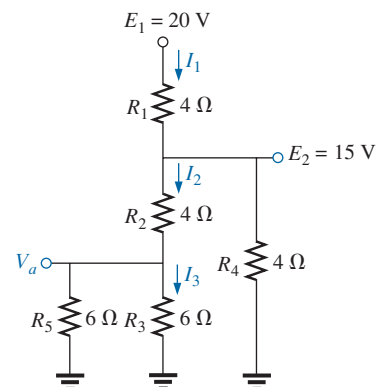 E₁ = 20 V
I₁
R₁ 4 Ω
E₂ = 15 V
I₂
R₂ 4 Ω
Vₐ
I₃
R₄ 4 Ω
R₅ 6 Ω R₃ 6 Ω